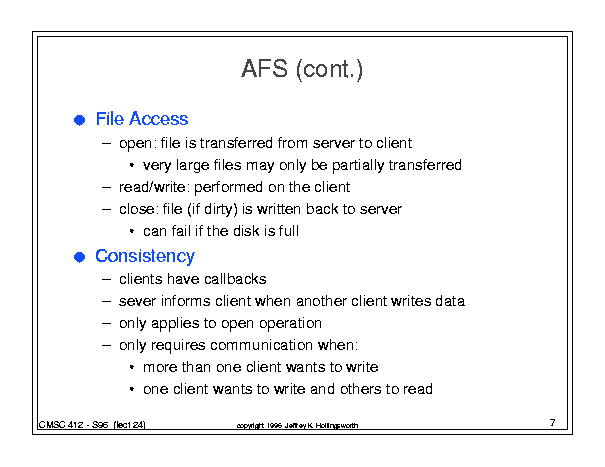 AFS (cont.)
● File Access
– open: file is transferred from server to client
• very large files may only be partially transferred
– read/write: performed on the client
– close: file (if dirty) is written back to server
• can fail if the disk is full
● Consistency
– clients have callbacks
– sever informs client when another client writes data
– only applies to open operation
– only requires communication when:
• more than one client wants to write
• one client wants to write and others to read
CMSC 412 - S96 (lect 24)
copyright 1996 Jeffrey K. Hollingsworth
7